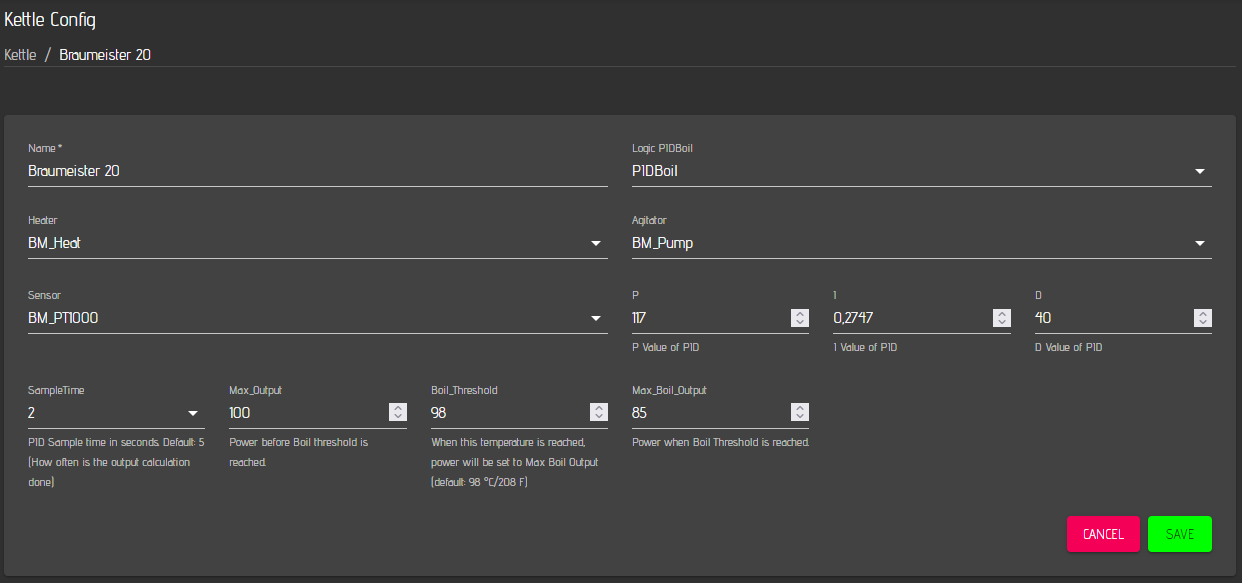 Kettle Config
Kettle / Braumeister 20
Name *
Braumeister 20
Logic PIDBoil
PIDBoil
Heater
BM_Heat
Agitator
BM_Pump
Sensor
BM_PT1000
P
117
P Value of PID
I
0,2747
I Value of PID
D
40
D Value of PID
SampleTime
2
PID Sample time in seconds. Default: 5
(How often is the output calculation
done)
Max_Output
100
Power before Boil threshold is
reached.
Boil_Threshold
98
When this temperature is reached,
power will be set to Max Boil Output
(default: 98 °C/208 F)
Max_Boil_Output
85
Power when Boil Threshold is reached.
CANCEL
SAVE